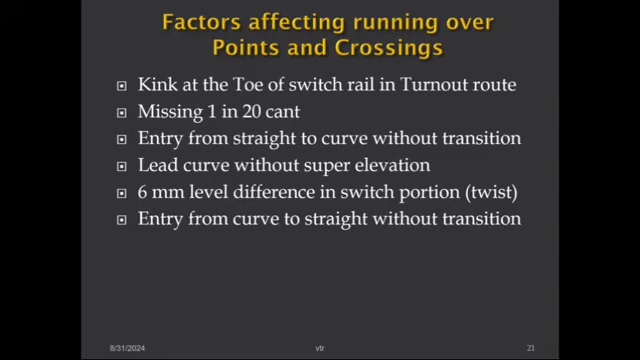 Factors affecting running over
Points and Crossings
Kink at the Toe of switch rail in Turnout route
Missing 1 in 20 cant
Entry from straight to curve without transition
Lead curve without super elevation
6 mm level difference in switch portion (twist)
Entry from curve to straight without transition
8/31/2024 vtr 21